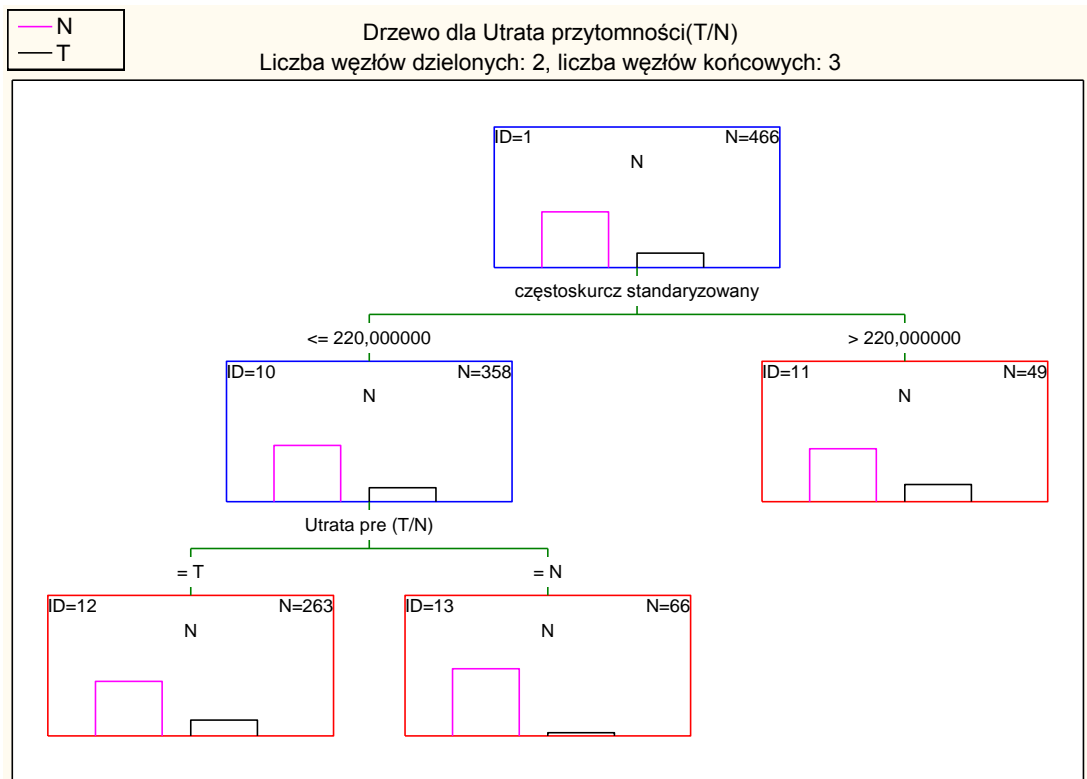 N
T
Drzewo dla Utrata przytomności(T/N)
Liczba węzłów dzielonych: 2, liczba węzłów końcowych: 3
ID=1 N=466
N
częstoskurcz standaryzowany
<= 220,000000 > 220,000000
ID=10 N=358 ID=11 N=49
N N
Utrata pre (T/N)
= T = N
ID=12 N=263 ID=13 N=66
N N